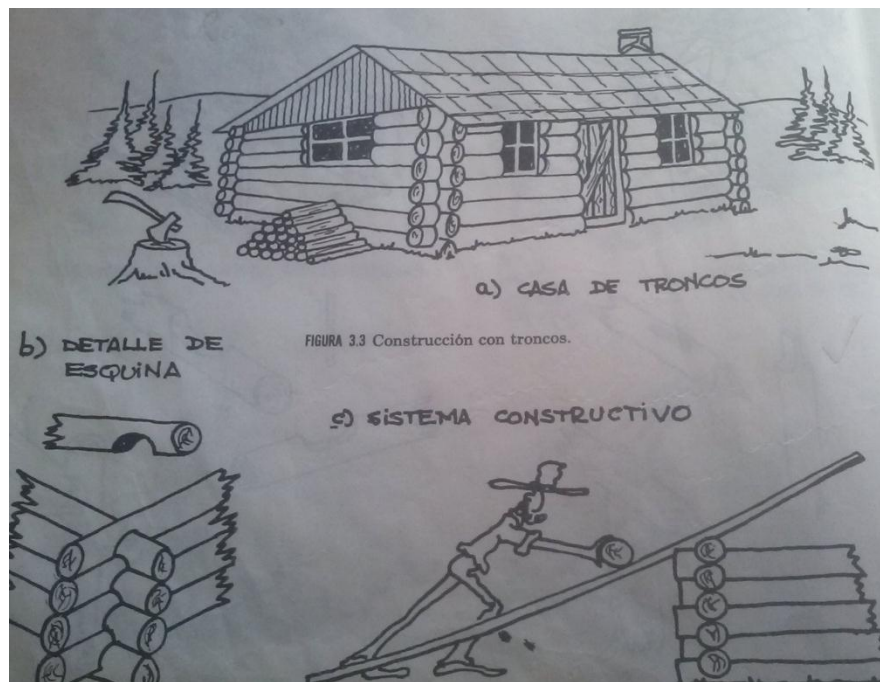 a) CASA DE TRONCOS
FIGURA 3.3 Construcción con troncos.
b) DETALLE DE
ESQUiNA
c) SiSTEMA CONSTRUCTiVO